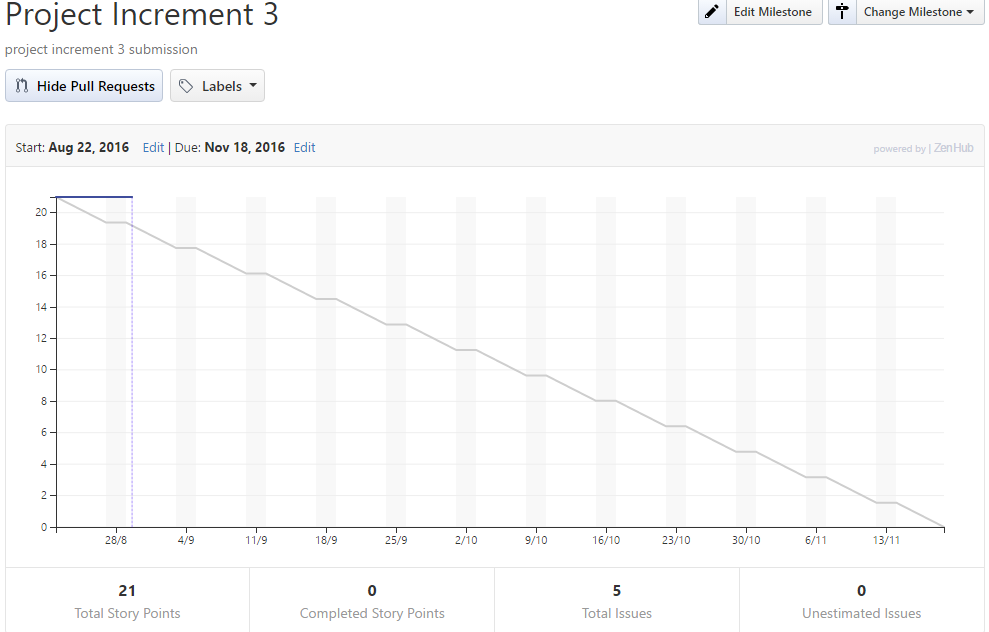 Project Increment 3
Edit Milestone
Change Milestone
project increment 3 submission
Hide Pull Requests
Labels
Start: Aug 22, 2016 Edit | Due: Nov 18, 2016 Edit
powered by | ZenHub
20
18
16
14
12
10
8
6
4
2
0
28/8 4/9 11/9 18/9 25/9 2/10 9/10 16/10 23/10 30/10 6/11 13/11
21 0 5 0
Total Story Points Completed Story Points Total Issues Unestimated Issues